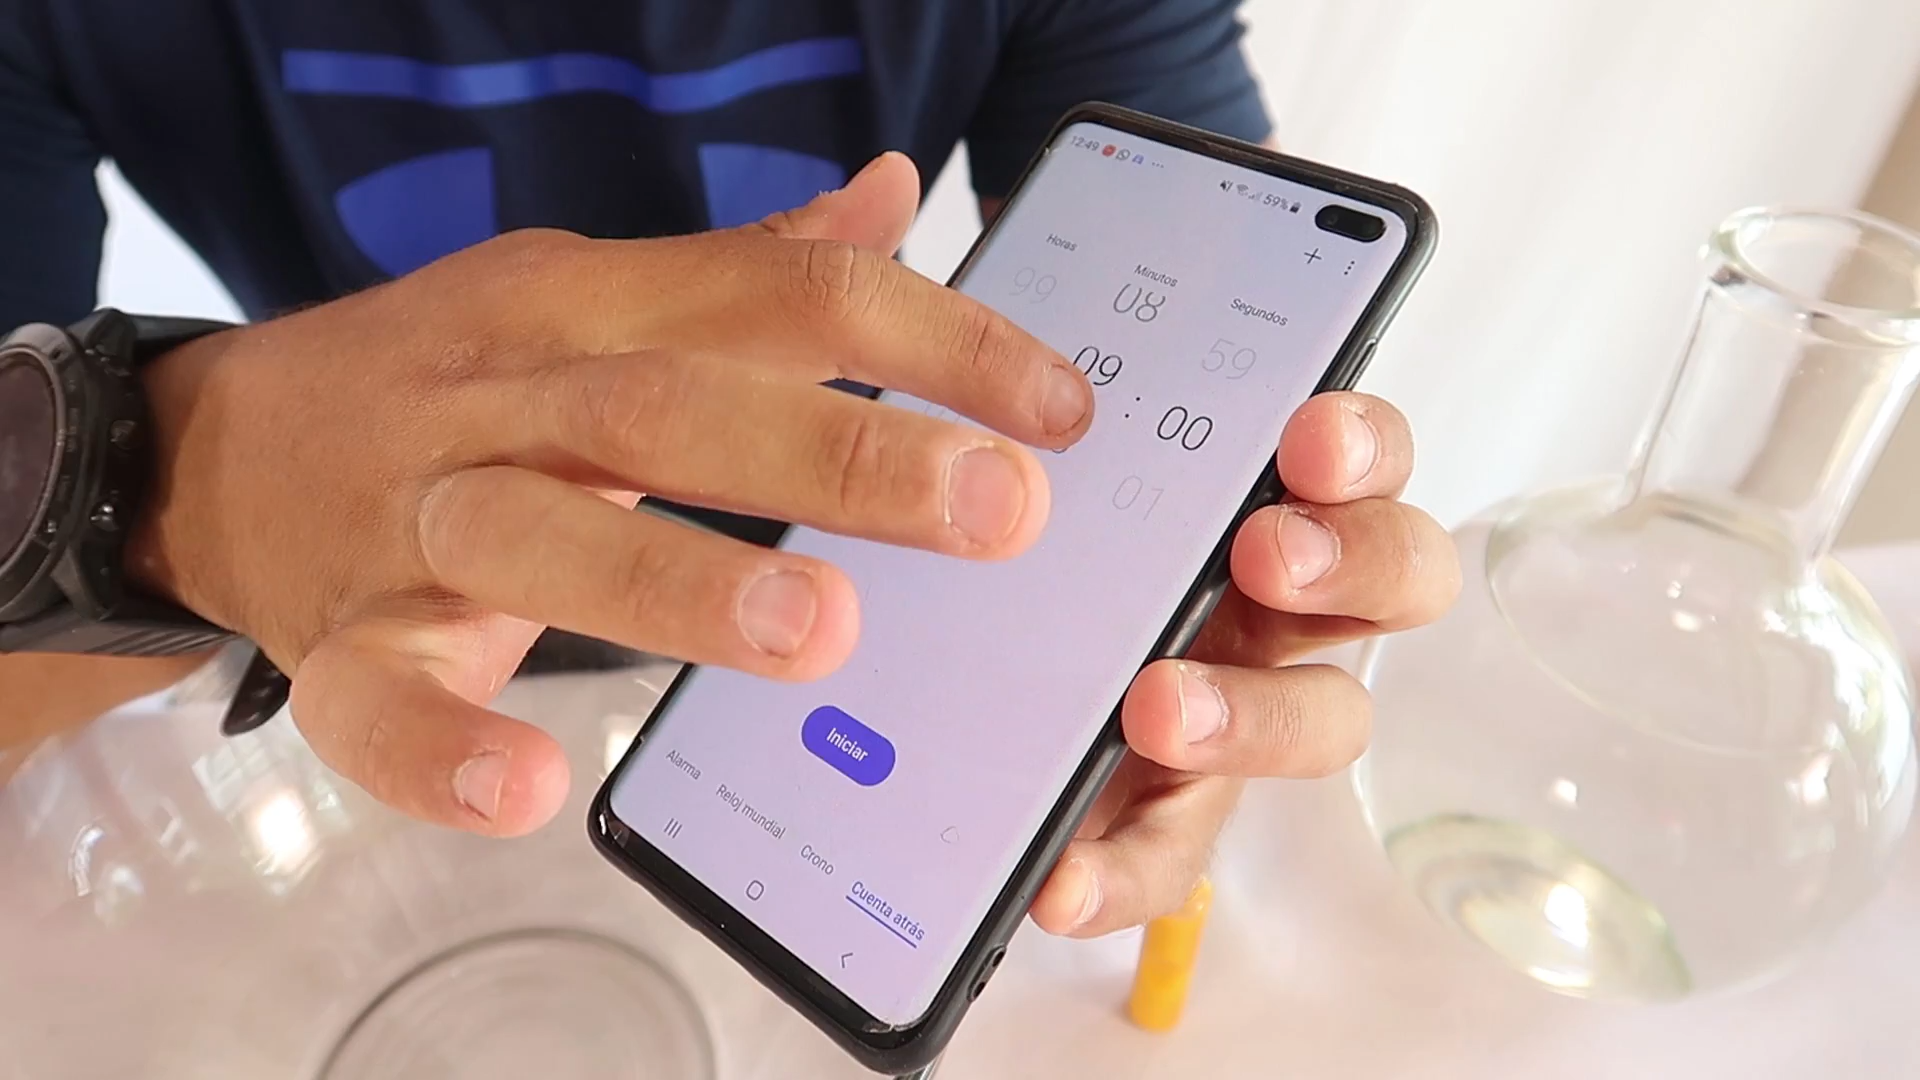 12:49
59%
Horas
Minutos
Segundos
99
08
59
09 : 00
01
Iniciar
Alarma
Reloj mundial
Crono
Cuenta atrás